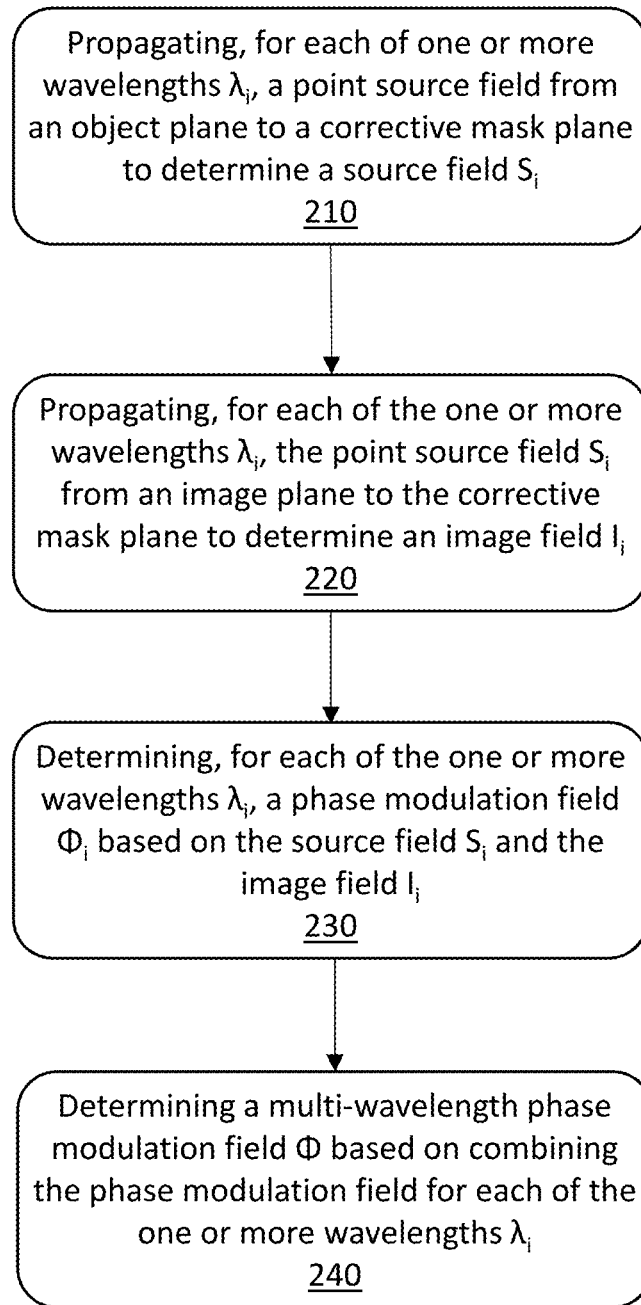 Propagating, for each of one or more
wavelengths λᵢ, a point source field from
an object plane to a corrective mask plane
to determine a source field Sᵢ
210
Propagating, for each of the one or more
wavelengths λᵢ, the point source field Sᵢ
from an image plane to the corrective
mask plane to determine an image field Iᵢ
220
Determining, for each of the one or more
wavelengths λᵢ, a phase modulation field
Φᵢ based on the source field Sᵢ and the
image field Iᵢ
230
Determining a multi-wavelength phase
modulation field Φ based on combining
the phase modulation field for each of the
one or more wavelengths λᵢ
240